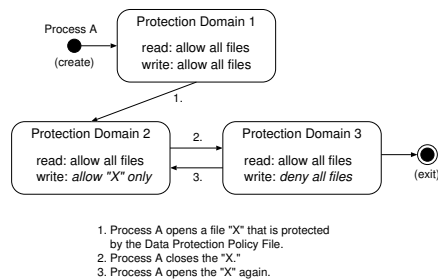 Process A
(create)
Protection Domain 1
read: allow all files
write: allow all files
1.
Protection Domain 2
read: allow all files
write: allow "X" only
2.
3.
Protection Domain 3
read: allow all files
write: deny all files
(exit)
1. Process A opens a file "X" that is protected
by the Data Protection Policy File.
2. Process A closes the "X."
3. Process A opens the "X" again.